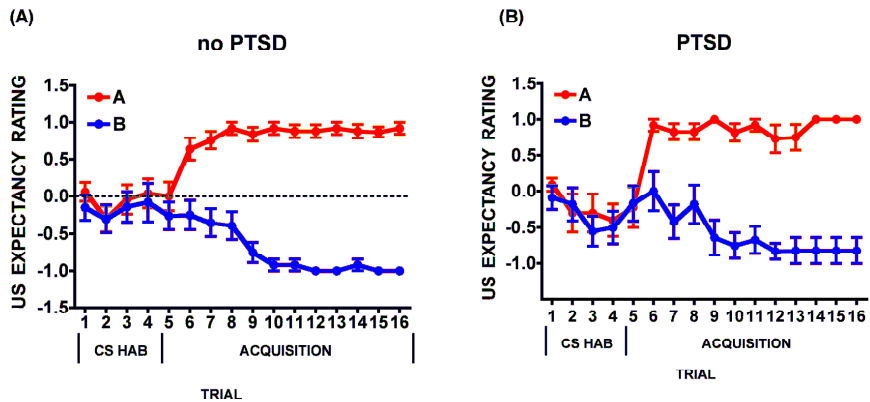 (A)
no PTSD
US EXPECTANCY RATING
1.5
1.0
0.5
0.0
-0.5
-1.0
-1.5
A
B
1 2 3 4 5 6 7 8 9 10 11 12 13 14 15 16
CS HAB
ACQUISITION
TRIAL
(B)
PTSD
US EXPECTANCY RATING
1.5
1.0
0.5
-0.0
-0.5
-1.0
A
B
1 2 3 4 5 6 7 8 9 10 11 12 13 14 15 16
CS HAB
ACQUISITION
TRIAL